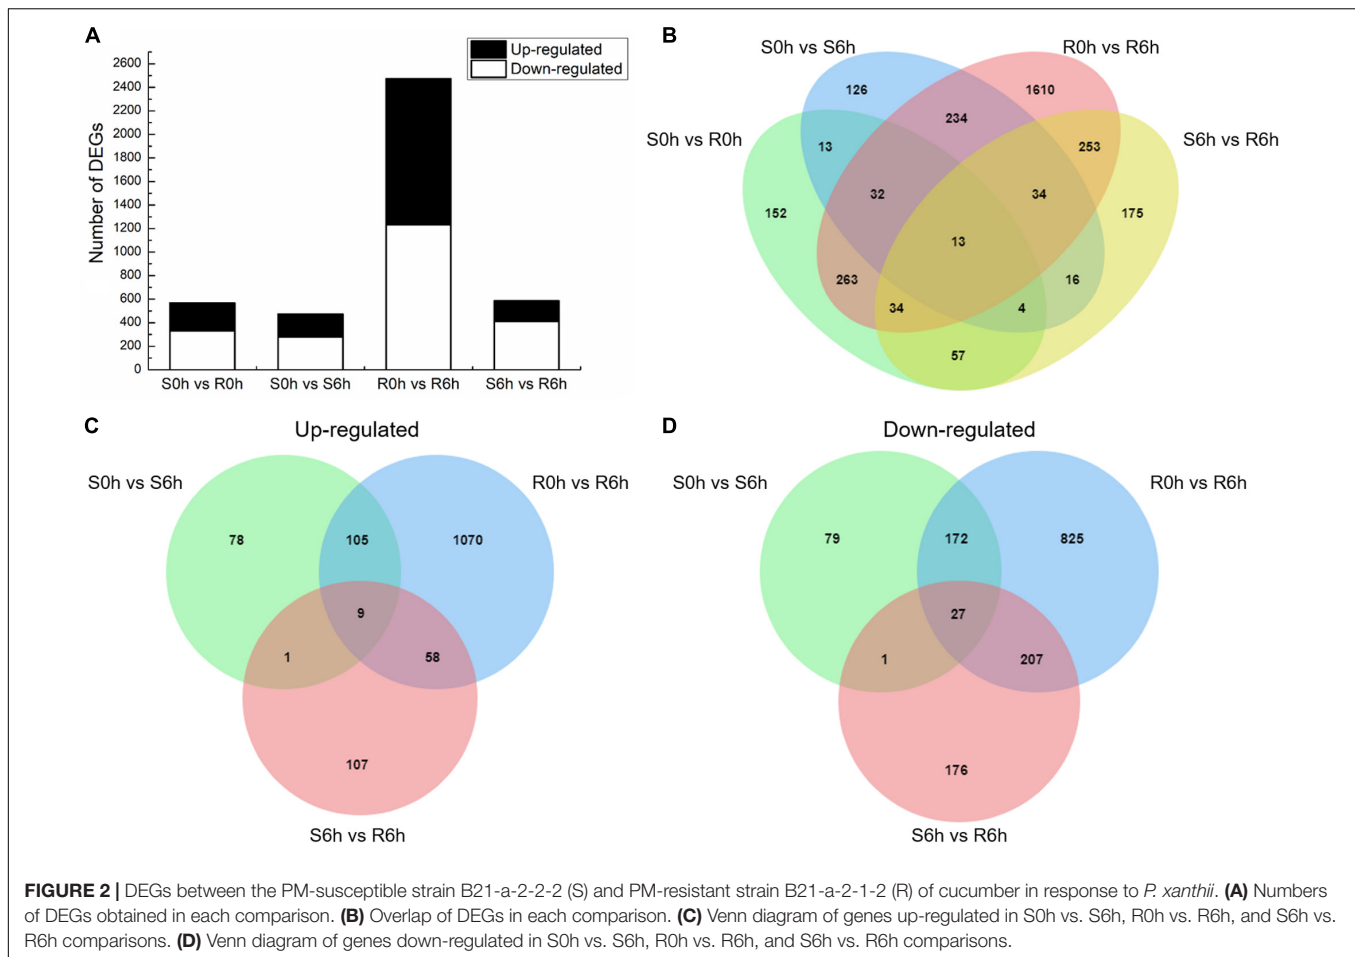 A
Up-regulated
Down-regulated
Number of DEGs
2600
2400
2200
2000
1800
1600
1400
1200
1000
800
600
400
200
0
S0h vs R0h
S0h vs S6h
R0h vs R6h
S6h vs R6h
B
S0h vs S6h
R0h vs R6h
S0h vs R0h
S6h vs R6h
126
1610
234
13
253
32
34
152
175
13
263
16
34
4
57
C
Up-regulated
S0h vs S6h
R0h vs R6h
78
105
1070
9
1
58
107
S6h vs R6h
D
Down-regulated
S0h vs S6h
R0h vs R6h
79
172
825
27
1
207
176
S6h vs R6h
FIGURE 2 | DEGs between the PM-susceptible strain B21-a-2-2-2 (S) and PM-resistant strain B21-a-2-1-2 (R) of cucumber in response to P. xanthii. (A) Numbers
of DEGs obtained in each comparison. (B) Overlap of DEGs in each comparison. (C) Venn diagram of genes up-regulated in S0h vs. S6h, R0h vs. R6h, and S6h vs.
R6h comparisons. (D) Venn diagram of genes down-regulated in S0h vs. S6h, R0h vs. R6h, and S6h vs. R6h comparisons.